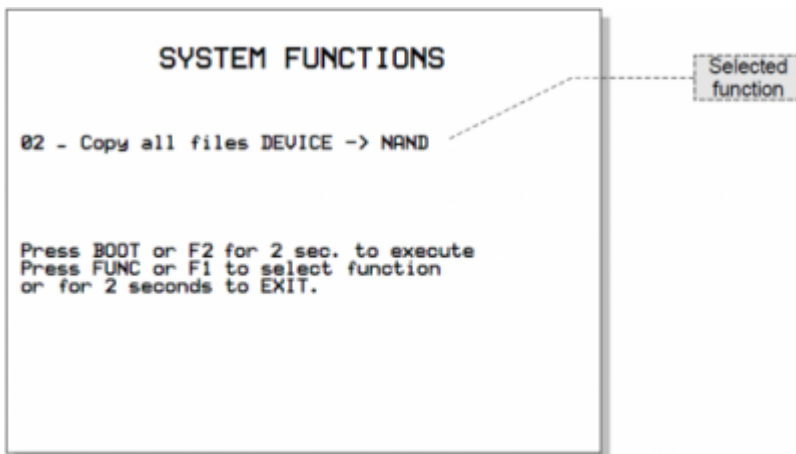 SYSTEM FUNCTIONS
Selected
function
02 - Copy all files DEVICE -> NAND
Press BOOT or F2 for 2 sec. to execute
Press FUNC or F1 to select function
or for 2 seconds to EXIT.